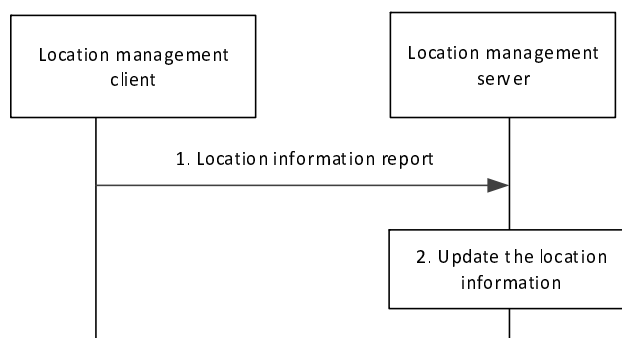 Location management
client
Location management
server
1. Location information report
2. Update the location
information